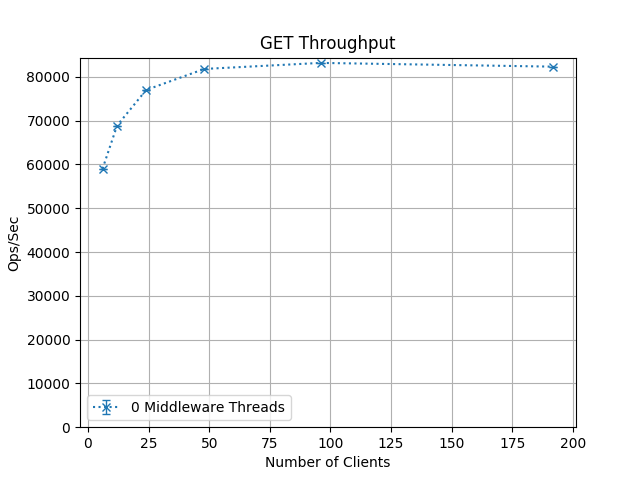 GET Throughput
80000
70000
60000
50000
40000
30000
20000
10000
0
Ops/Sec
0 Middleware Threads
0 25 50 75 100 125 150 175 200
Number of Clients